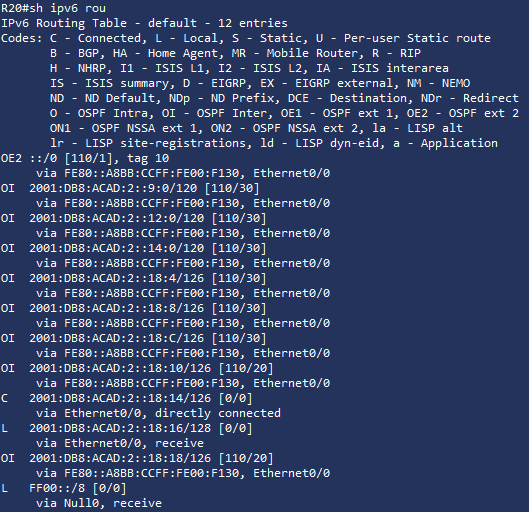 R20#sh ipv6 rou
IPv6 Routing Table - default - 12 entries
Codes: C - Connected, L - Local, S - Static, U - Per-user Static route
       B - BGP, HA - Home Agent, MR - Mobile Router, R - RIP
       H - NHRP, I1 - ISIS L1, I2 - ISIS L2, IA - ISIS interarea
       IS - ISIS summary, D - EIGRP, EX - EIGRP external, NM - NEMO
       ND - ND Default, NDp - ND Prefix, DCE - Destination, NDr - Redirect
       O - OSPF Intra, OI - OSPF Inter, OE1 - OSPF ext 1, OE2 - OSPF ext 2
       ON1 - OSPF NSSA ext 1, ON2 - OSPF NSSA ext 2, la - LISP alt
       lr - LISP site-registrations, ld - LISP dyn-eid, a - Application
OE2 ::/0 [110/1], tag 10
     via FE80::A8BB:CCFF:FE00:F130, Ethernet0/0
OI  2001:DB8:ACAD:2::9:0/120 [110/30]
     via FE80::A8BB:CCFF:FE00:F130, Ethernet0/0
OI  2001:DB8:ACAD:2::12:0/120 [110/30]
     via FE80::A8BB:CCFF:FE00:F130, Ethernet0/0
OI  2001:DB8:ACAD:2::14:0/120 [110/30]
     via FE80::A8BB:CCFF:FE00:F130, Ethernet0/0
OI  2001:DB8:ACAD:2::18:4/126 [110/30]
     via FE80::A8BB:CCFF:FE00:F130, Ethernet0/0
OI  2001:DB8:ACAD:2::18:8/126 [110/30]
     via FE80::A8BB:CCFF:FE00:F130, Ethernet0/0
OI  2001:DB8:ACAD:2::18:C/126 [110/30]
     via FE80::A8BB:CCFF:FE00:F130, Ethernet0/0
OI  2001:DB8:ACAD:2::18:10/126 [110/20]
     via FE80::A8BB:CCFF:FE00:F130, Ethernet0/0
C   2001:DB8:ACAD:2::18:14/126 [0/0]
     via Ethernet0/0, directly connected
L   2001:DB8:ACAD:2::18:16/128 [0/0]
     via Ethernet0/0, receive
OI  2001:DB8:ACAD:2::18:18/126 [110/20]
     via FE80::A8BB:CCFF:FE00:F130, Ethernet0/0
L   FF00::/8 [0/0]
     via Null0, receive